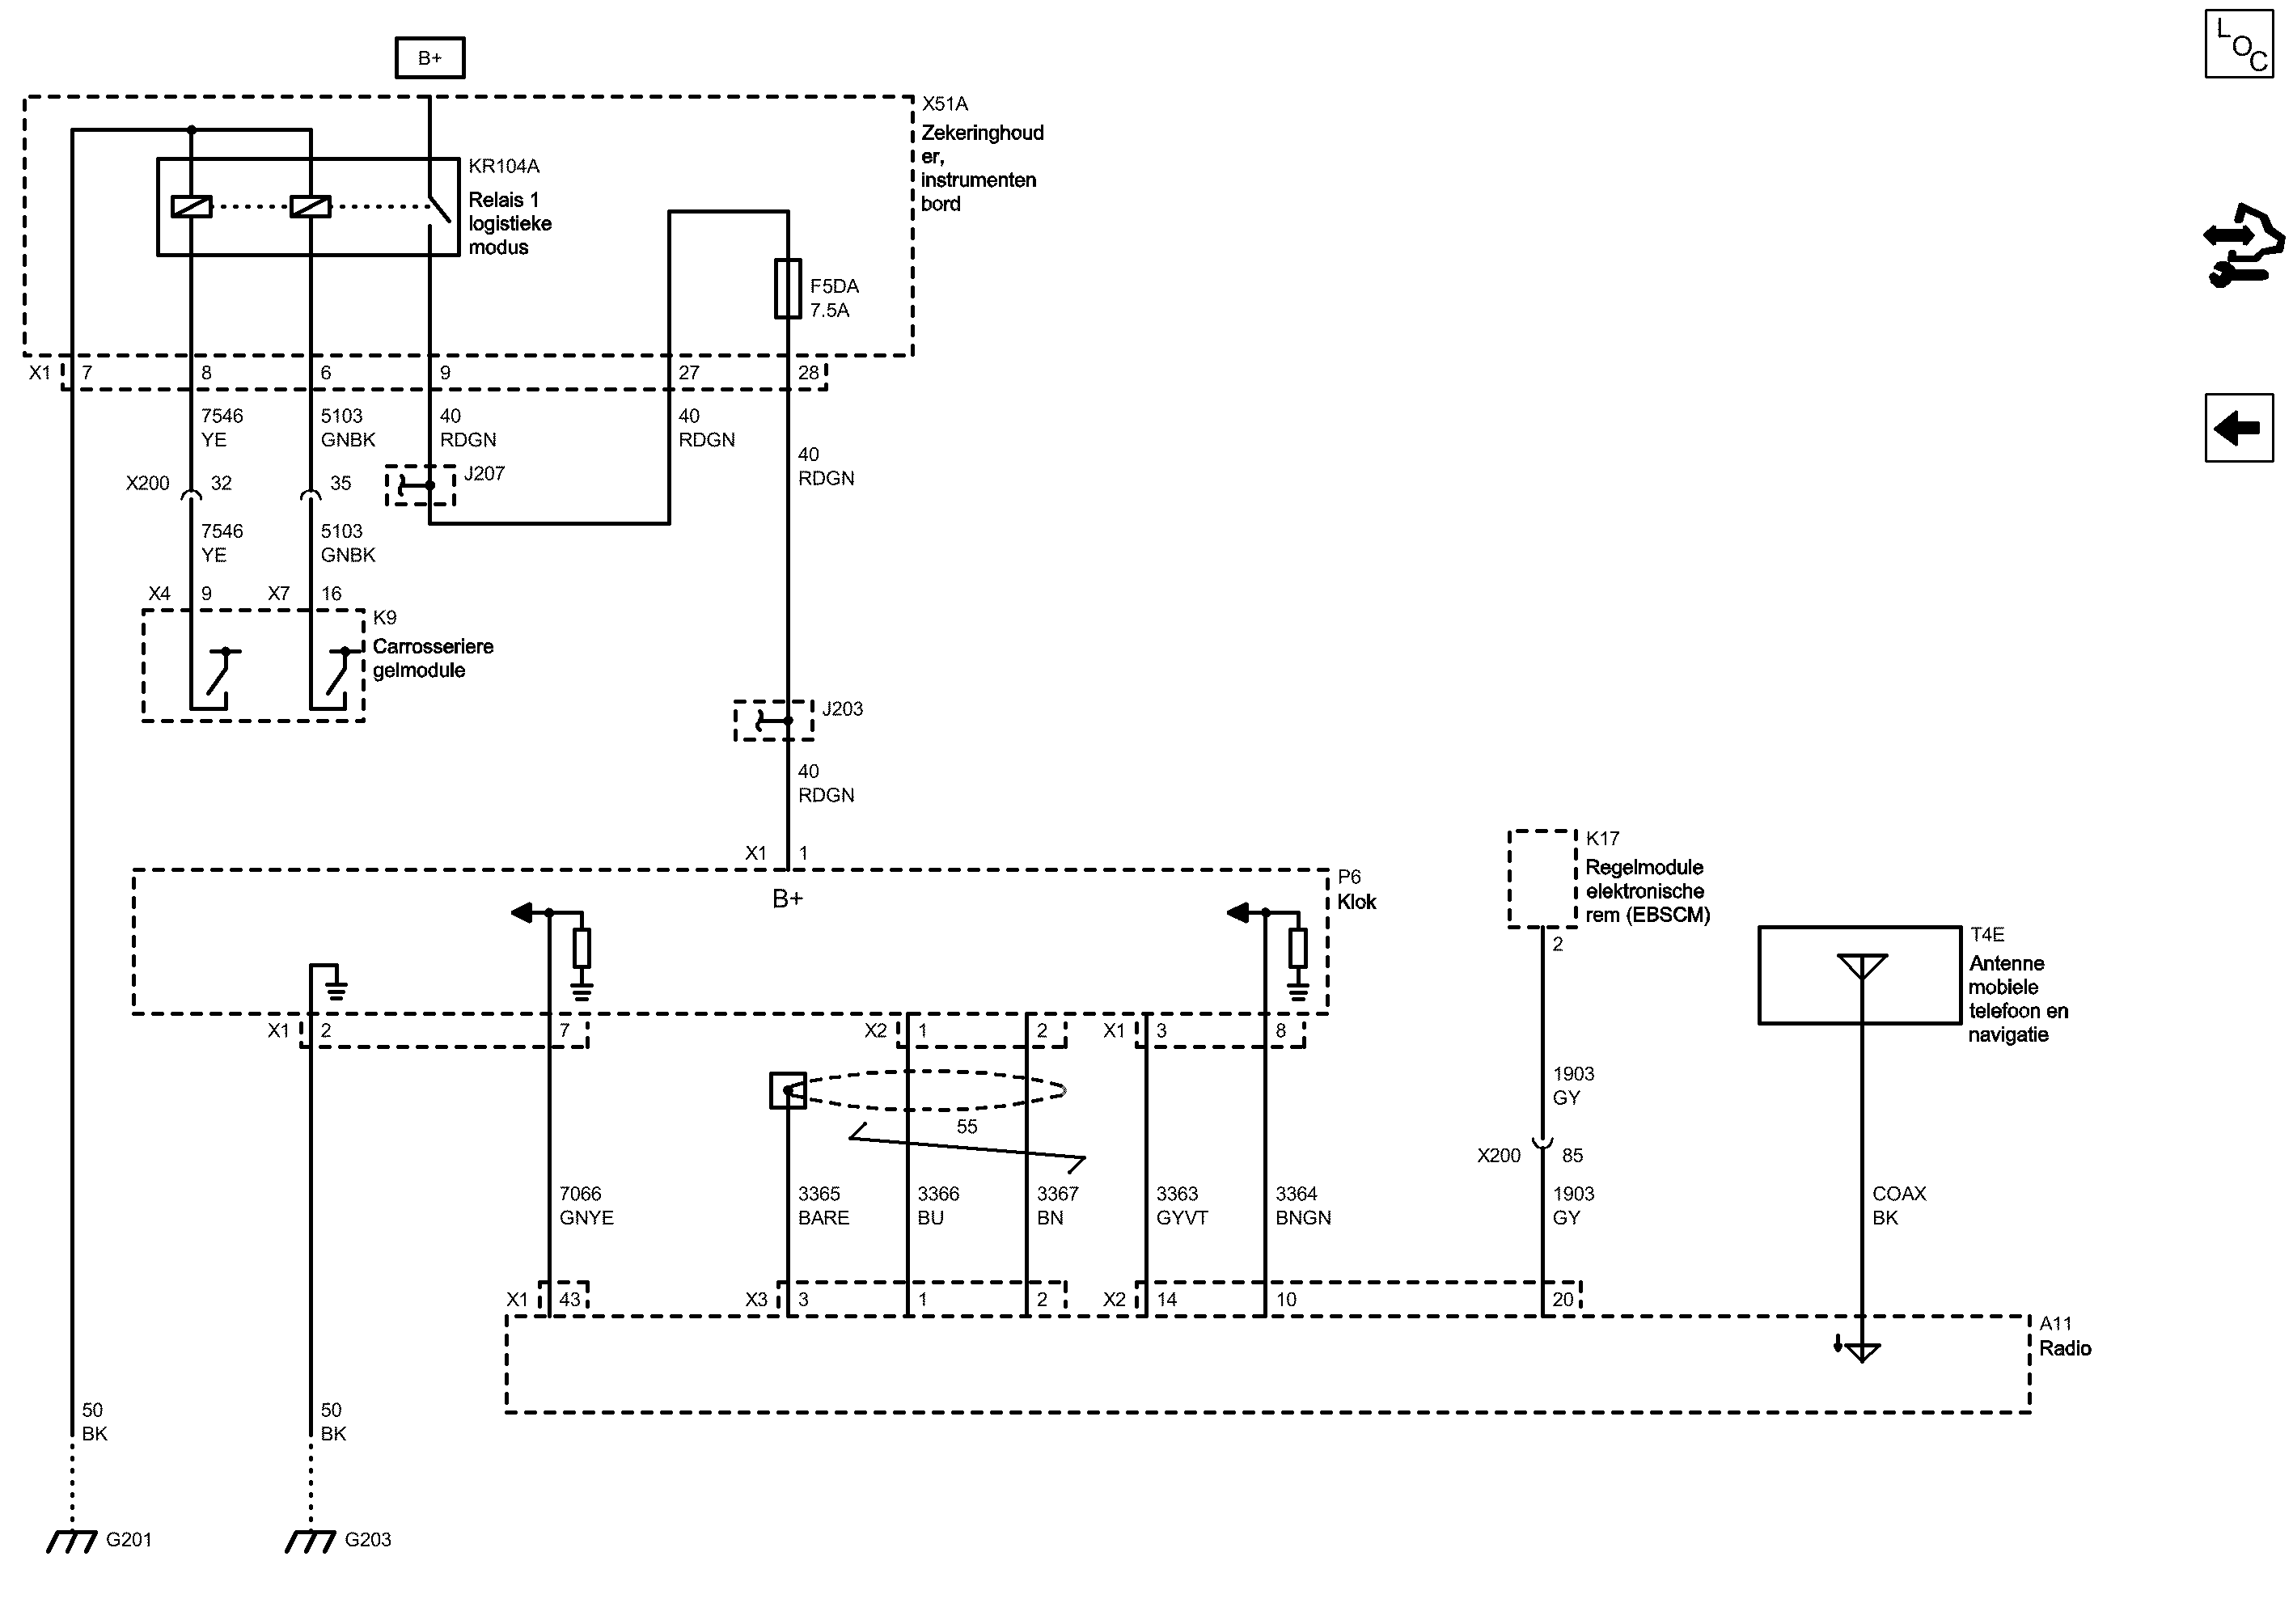 B+
L
O
C
X51A
Zekeringhoud
er,
instrumenten
bord
KR104A
Relais 1
logistieke
modus
F5DA
7.5A
X1 7 8 6 9 27 28
7546
YE
5103
GNBK
40
RDGN
40
RDGN
40
RDGN
X200 32 35
J207
7546
YE
5103
GNBK
X4 9 X7 16
K9
Carrosseriere
gelmodule
J203
40
RDGN
X1 1
B+
P6
Klok
K17
Regelmodule
elektronische
rem (EBSCM)
2
T4E
Antenne
mobiele
telefoon en
navigatie
X1 2 7 X2 1 2 X1 3 8
55
1903
GY
X200 85
7066
GNYE
3365
BARE
3366
BU
3367
BN
3363
GYVT
3364
BNGN
1903
GY
COAX
BK
X1 43 X3 3 1 2 X2 14 10 20
A11
Radio
50
BK
50
BK
G201
G203